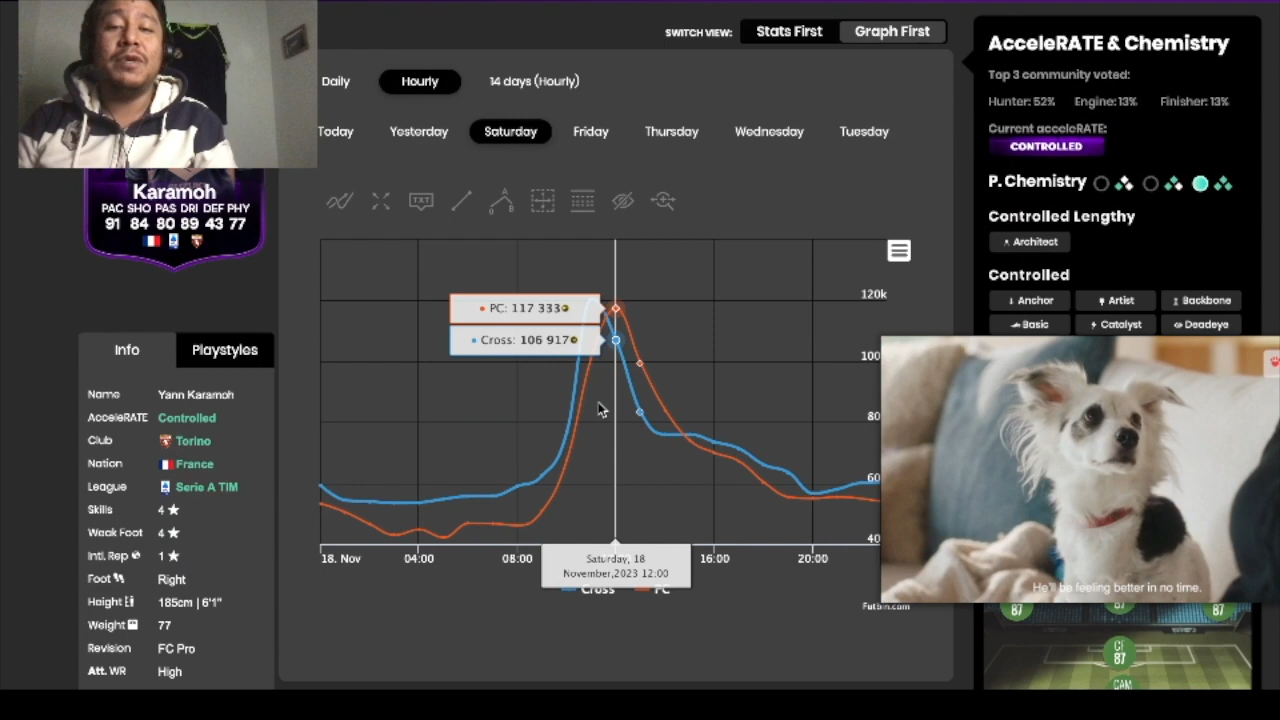 SWITCH VIEW: Stats First Graph First
Daily Hourly 14 days (Hourly)
Today Yesterday Saturday Friday Thursday Wednesday Tuesday
TXT
A
B
Karamoh
PAC SHO PAS DRI DEF PHY
91 84 80 89 43 77
PC: 117 333
Cross: 106 917
120k
100
80
60
40
18. Nov 04:00 08:00 16:00 20:00
Saturday, 18
November,2023 12:00
Cross PC
Futbin.com
Info Playstyles
Name Yann Karamoh
AcceleRATE Controlled
Club Torino
Nation France
League Serie A TIM
Skills 4
Weak Foot 4
Intl. Rep 1
Foot Right
Height 185cm | 6'1"
Weight 77
Revision FC Pro
Att. WR High
AcceleRATE & Chemistry
Top 3 community voted:
Hunter: 52% Engine: 13% Finisher: 13%
Current acceleRATE:
CONTROLLED
P. Chemistry
Controlled Lengthy
Architect
Controlled
Anchor Artist Backbone
Basic Catalyst Deadeye
He'll be feeling better in no time.
87 87 87
CF
87
CAM